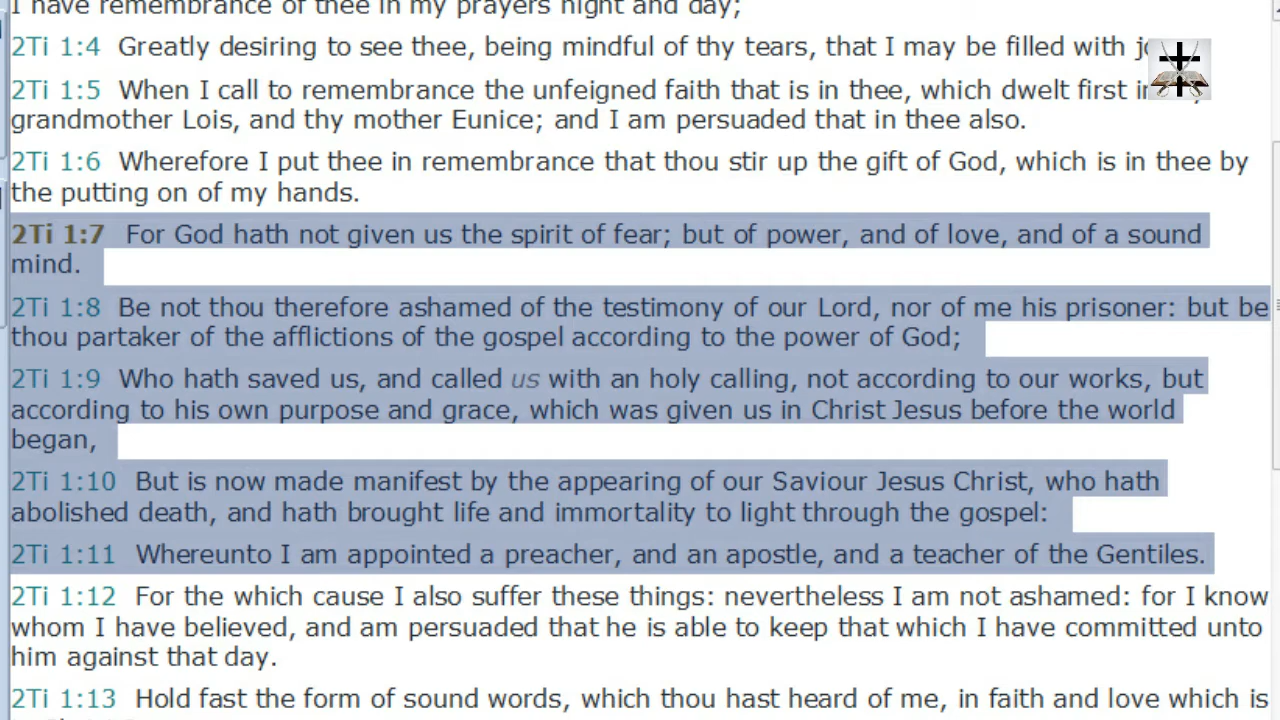 I have remembrance of thee in my prayers night and day;
2Ti 1:4 Greatly desiring to see thee, being mindful of thy tears, that I may be filled with
2Ti 1:5 When I call to remembrance the unfeigned faith that is in thee, which dwelt first in
grandmother Lois, and thy mother Eunice; and I am persuaded that in thee also.
2Ti 1:6 Wherefore I put thee in remembrance that thou stir up the gift of God, which is in thee by
the putting on of my hands.
2Ti 1:7 For God hath not given us the spirit of fear; but of power, and of love, and of a sound
mind.
2Ti 1:8 Be not thou therefore ashamed of the testimony of our Lord, nor of me his prisoner: but be
thou partaker of the afflictions of the gospel according to the power of God;
2Ti 1:9 Who hath saved us, and called us with an holy calling, not according to our works, but
according to his own purpose and grace, which was given us in Christ Jesus before the world
began,
2Ti 1:10 But is now made manifest by the appearing of our Saviour Jesus Christ, who hath
abolished death, and hath brought life and immortality to light through the gospel:
2Ti 1:11 Whereunto I am appointed a preacher, and an apostle, and a teacher of the Gentiles.
2Ti 1:12 For the which cause I also suffer these things: nevertheless I am not ashamed: for I know
whom I have believed, and am persuaded that he is able to keep that which I have committed unto
him against that day.
2Ti 1:13 Hold fast the form of sound words, which thou hast heard of me, in faith and love which is